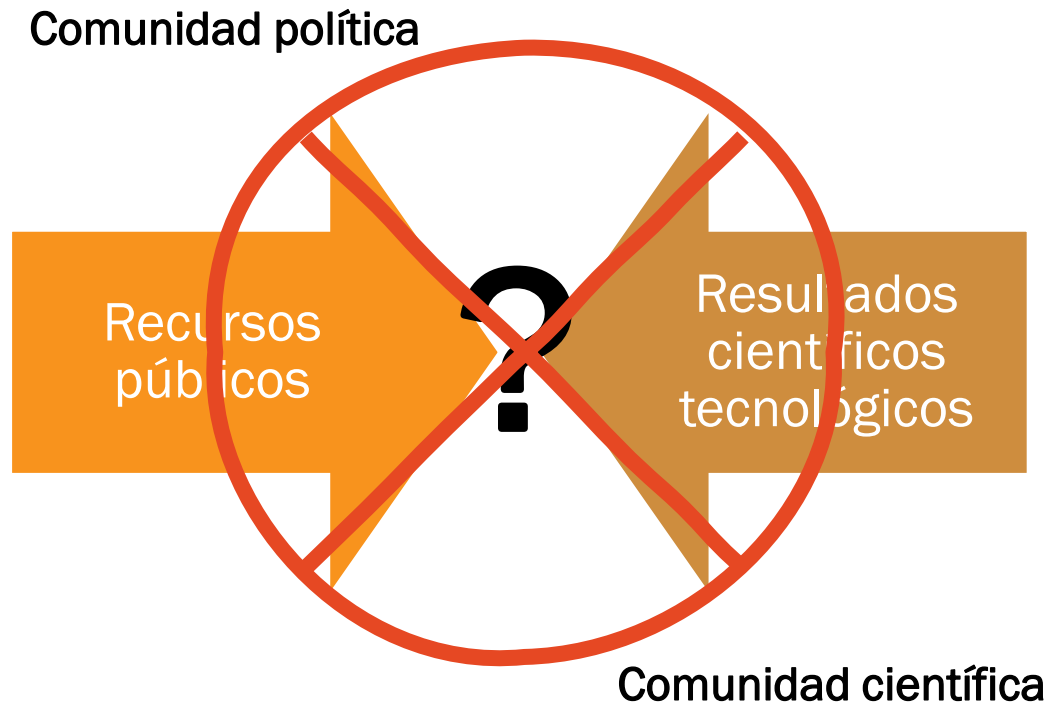 Comunidad política
Recursos
públicos
?
Resultados
científicos
tecnológicos
Comunidad científica